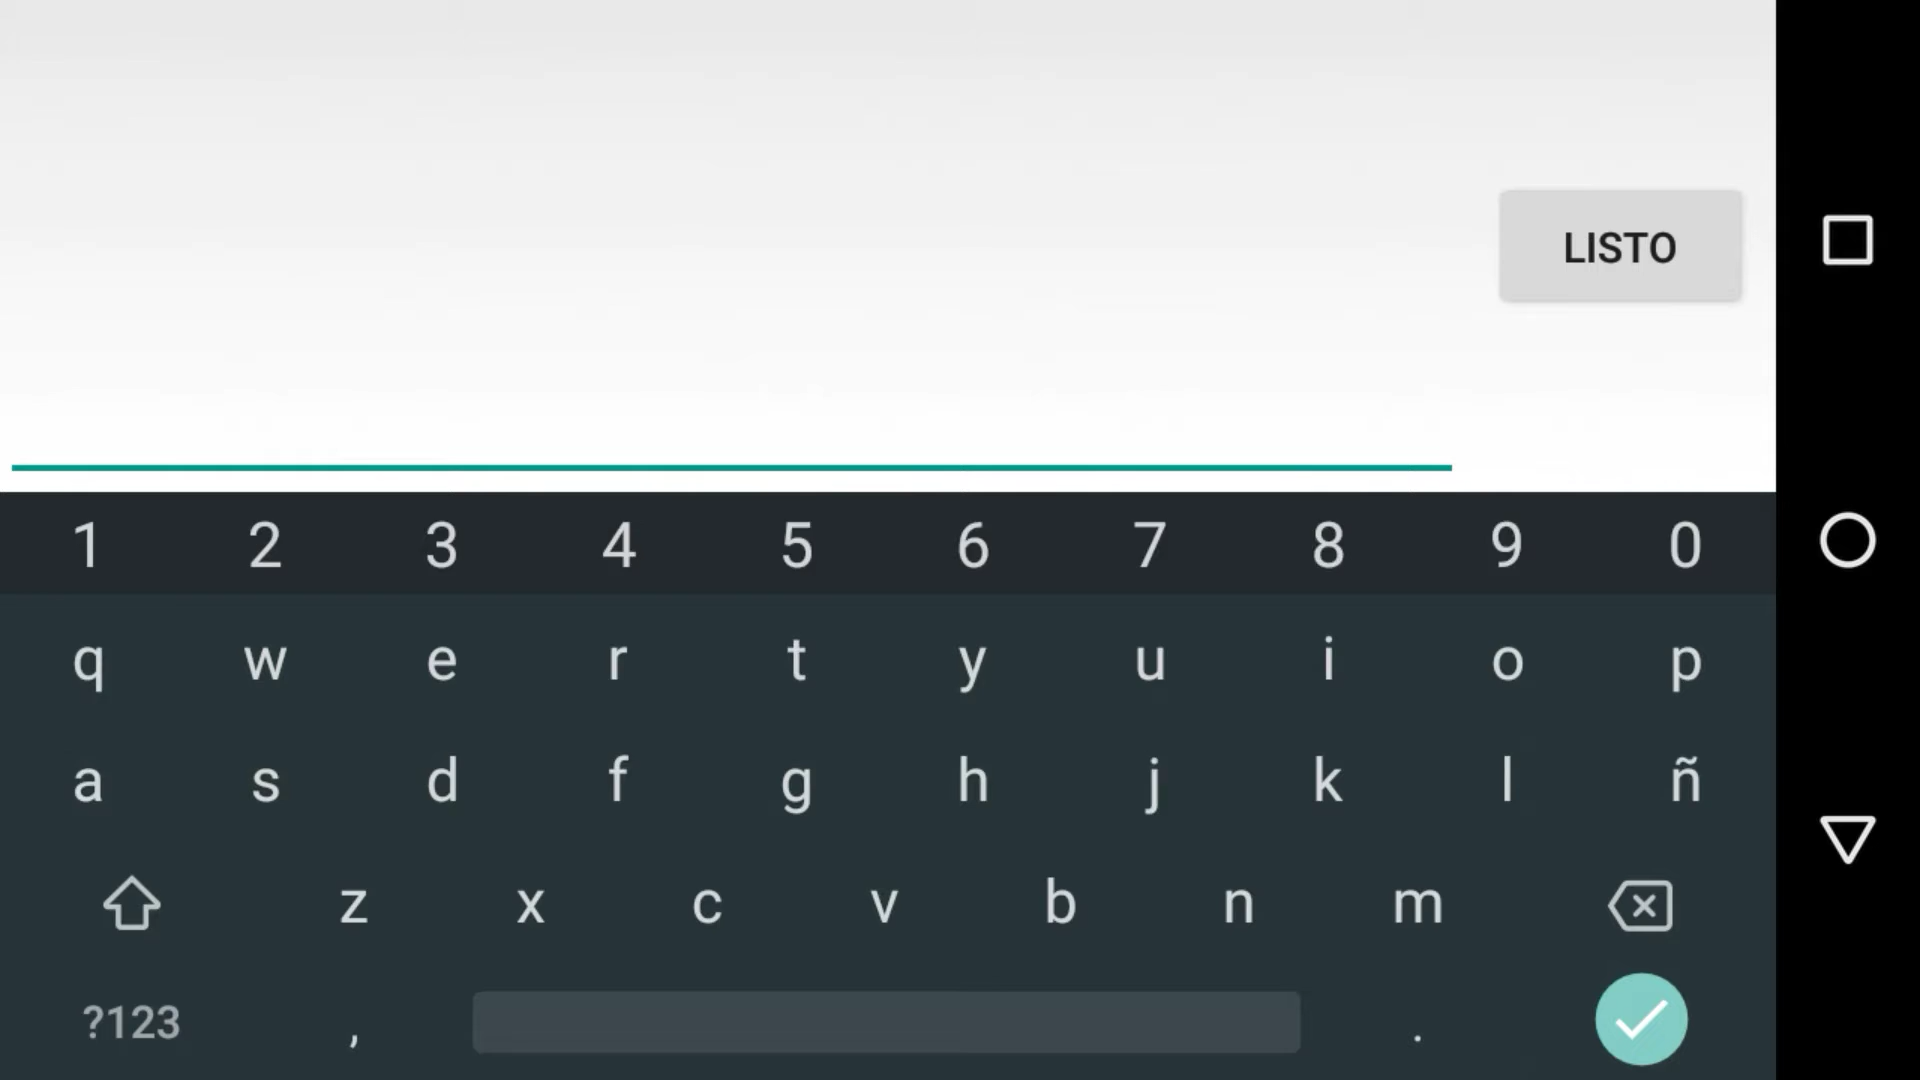 LISTO
1 2 3 4 5 6 7 8 9 0
q w e r t y u i o p
a s d f g h j k l ñ
z x c v b n m
?123 , .